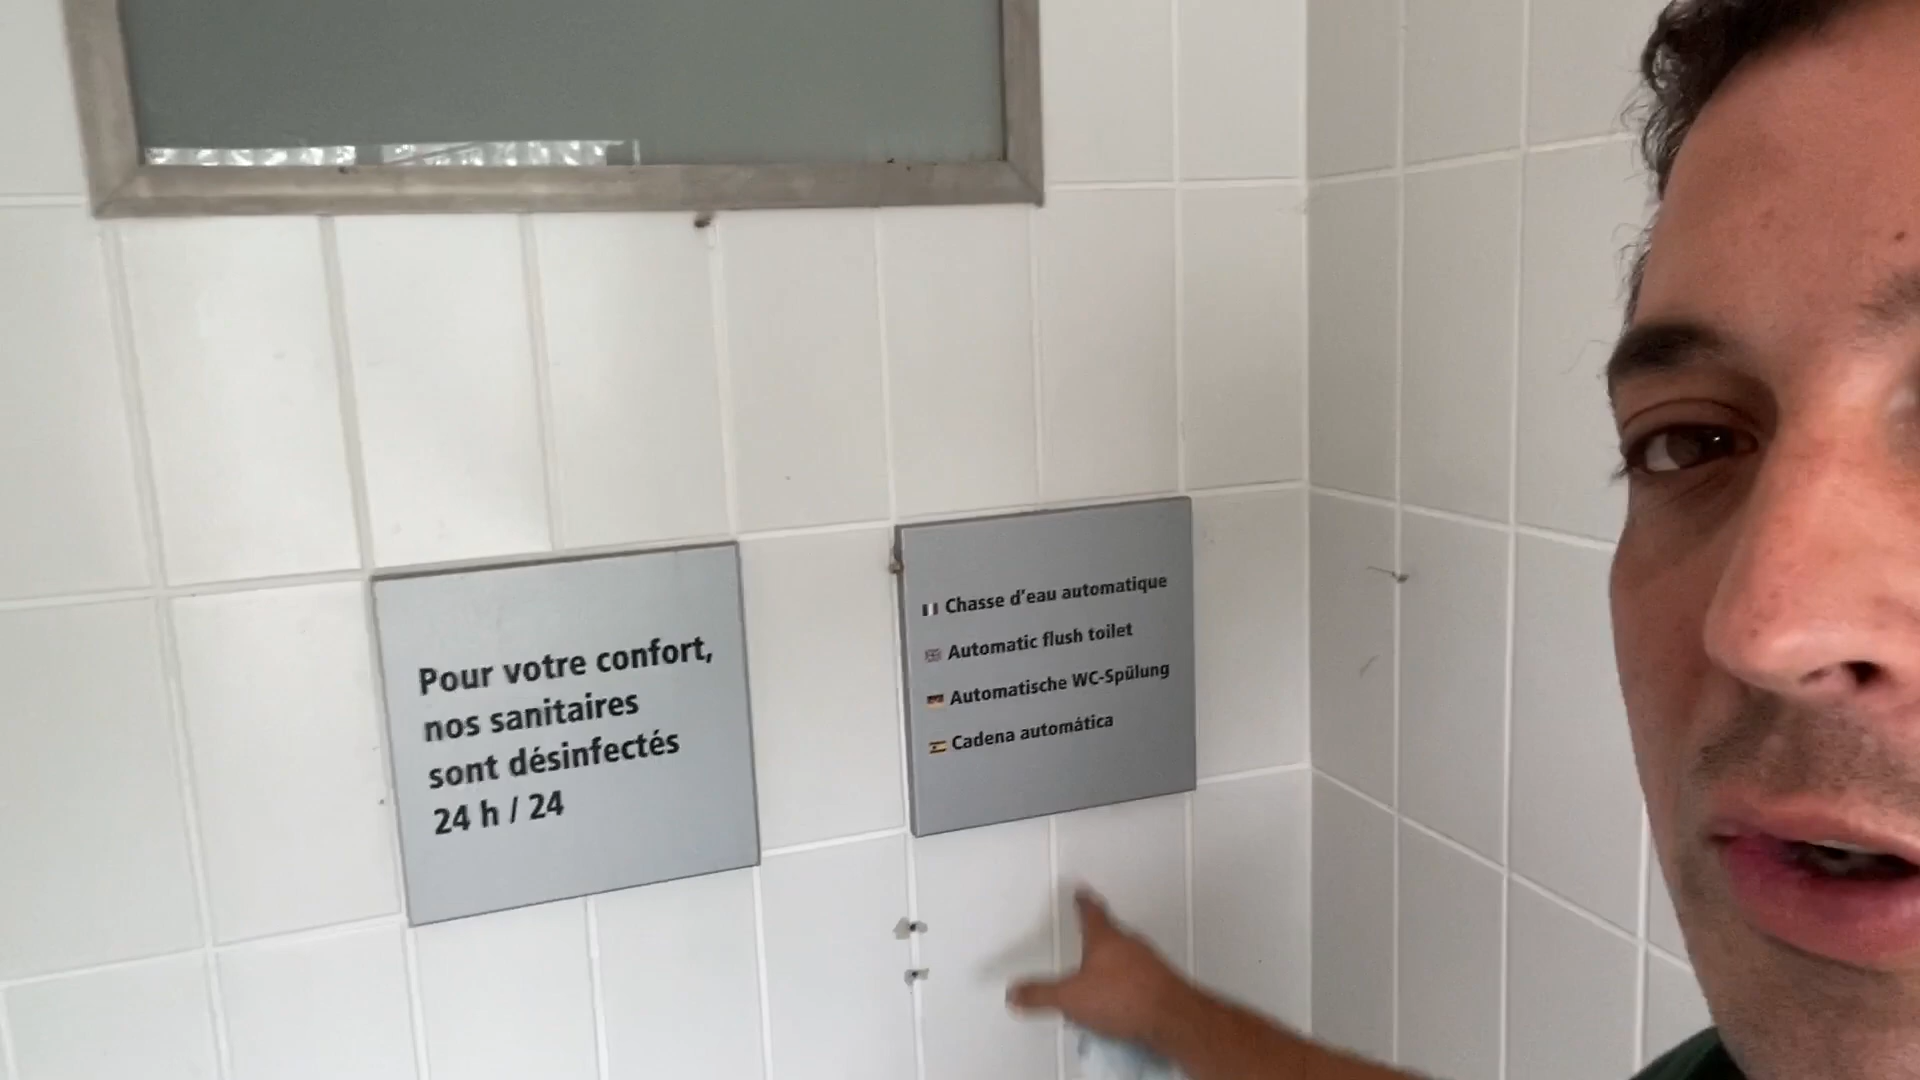 Pour votre confort,
nos sanitaires
sont désinfectés
24 h / 24
Chasse d'eau automatique
Automatic flush toilet
Automatische WC-Spülung
Cadena automática